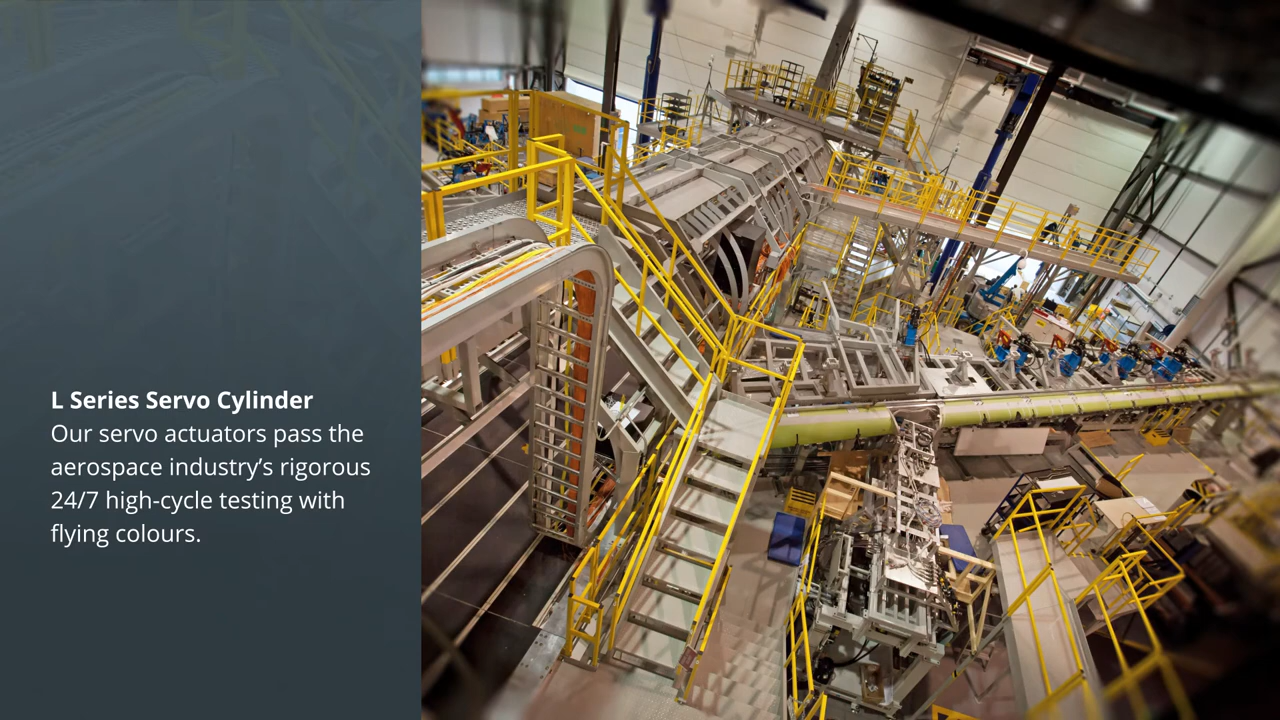 L Series Servo Cylinder
Our servo actuators pass the
aerospace industry’s rigorous
24/7 high-cycle testing with
flying colours.